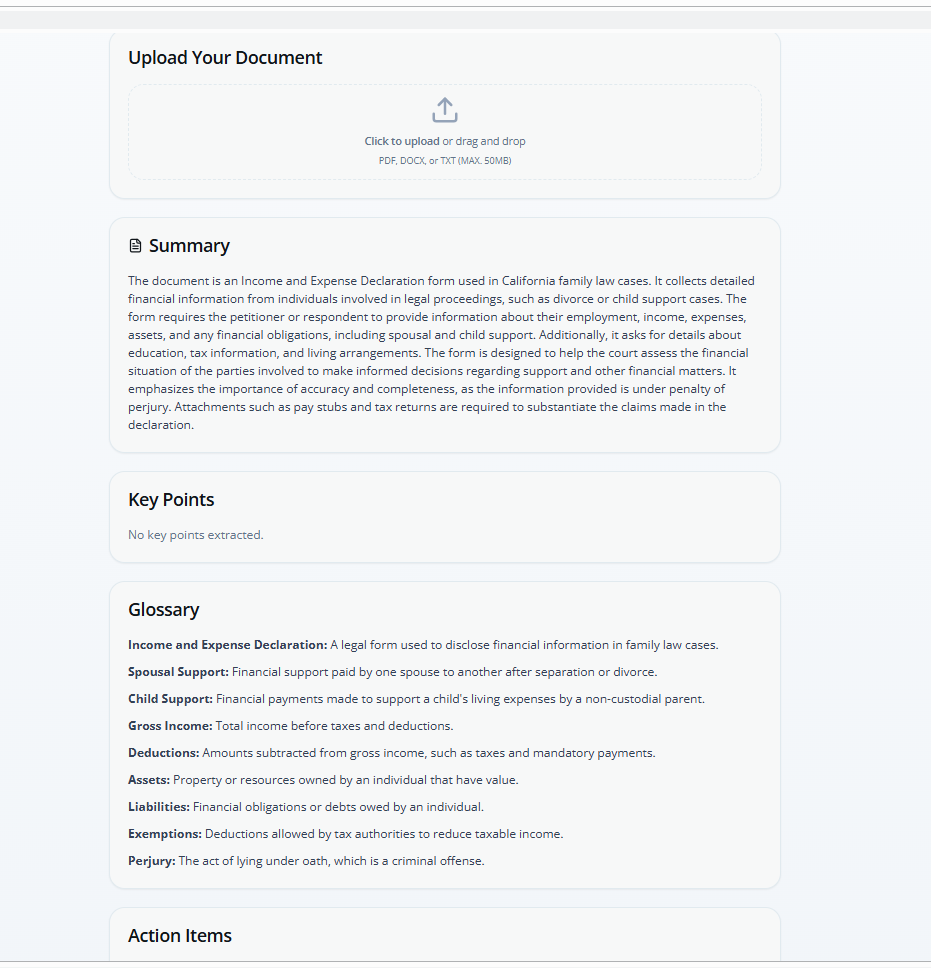 Upload Your Document
Click to upload or drag and drop
PDF, DOCX, or TXT (MAX. 50MB)
Summary
The document is an Income and Expense Declaration form used in California family law cases. It collects detailed
financial information from individuals involved in legal proceedings, such as divorce or child support cases. The
form requires the petitioner or respondent to provide information about their employment, income, expenses,
assets, and any financial obligations, including spousal and child support. Additionally, it asks for details about
education, tax information, and living arrangements. The form is designed to help the court assess the financial
situation of the parties involved to make informed decisions regarding support and other financial matters. It
emphasizes the importance of accuracy and completeness, as the information provided is under penalty of
perjury. Attachments such as pay stubs and tax returns are required to substantiate the claims made in the
declaration.
Key Points
No key points extracted.
Glossary
Income and Expense Declaration: A legal form used to disclose financial information in family law cases.
Spousal Support: Financial support paid by one spouse to another after separation or divorce.
Child Support: Financial payments made to support a child's living expenses by a non-custodial parent.
Gross Income: Total income before taxes and deductions.
Deductions: Amounts subtracted from gross income, such as taxes and mandatory payments.
Assets: Property or resources owned by an individual that have value.
Liabilities: Financial obligations or debts owed by an individual.
Exemptions: Deductions allowed by tax authorities to reduce taxable income.
Perjury: The act of lying under oath, which is a criminal offense.
Action Items